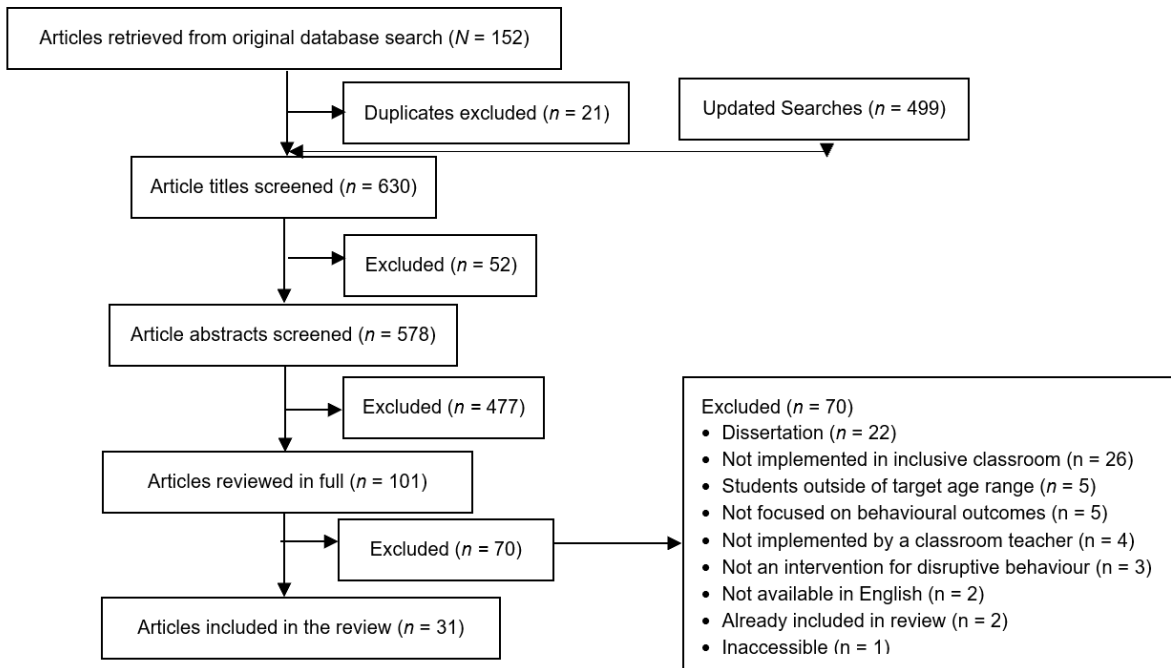 Articles retrieved from original database search (N = 152)
Duplicates excluded (n = 21)
Updated Searches (n = 499)
Article titles screened (n = 630)
Excluded (n = 52)
Article abstracts screened (n = 578)
Excluded (n = 477)
Articles reviewed in full (n = 101)
Excluded (n = 70)
Excluded (n = 70)
• Dissertation (n = 22)
• Not implemented in inclusive classroom (n = 26)
• Students outside of target age range (n = 5)
• Not focused on behavioural outcomes (n = 5)
• Not implemented by a classroom teacher (n = 4)
• Not an intervention for disruptive behaviour (n = 3)
• Not available in English (n = 2)
• Already included in review (n = 2)
• Inaccessible (n = 1)
Articles included in the review (n = 31)